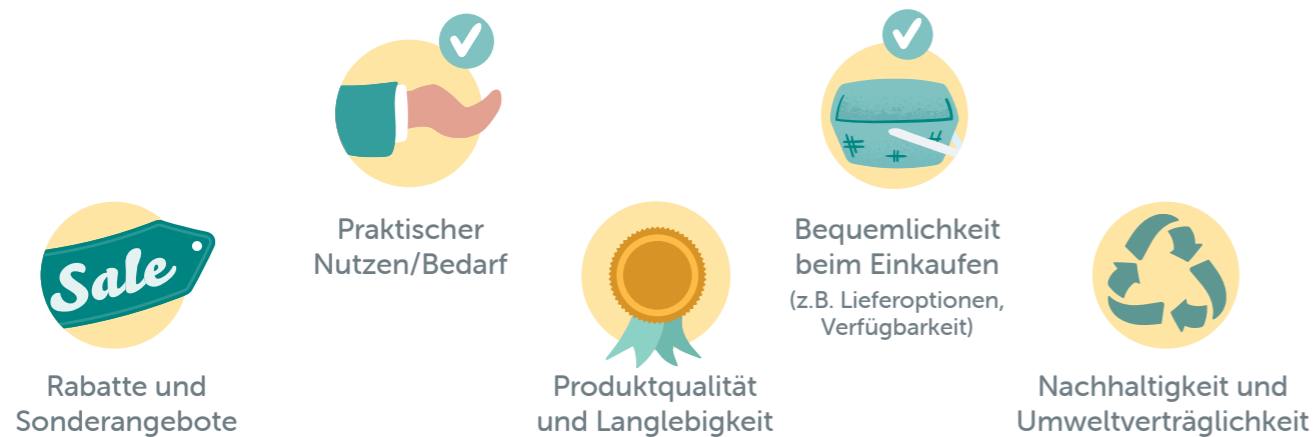 Sale
Rabatte und
Sonderangebote
Praktischer
Nutzen/Bedarf
Produktqualität
und Langlebigkeit
Bequemlichkeit
beim Einkaufen
(z.B. Lieferoptionen,
Verfügbarkeit)
Nachhaltigkeit und
Umweltverträglichkeit